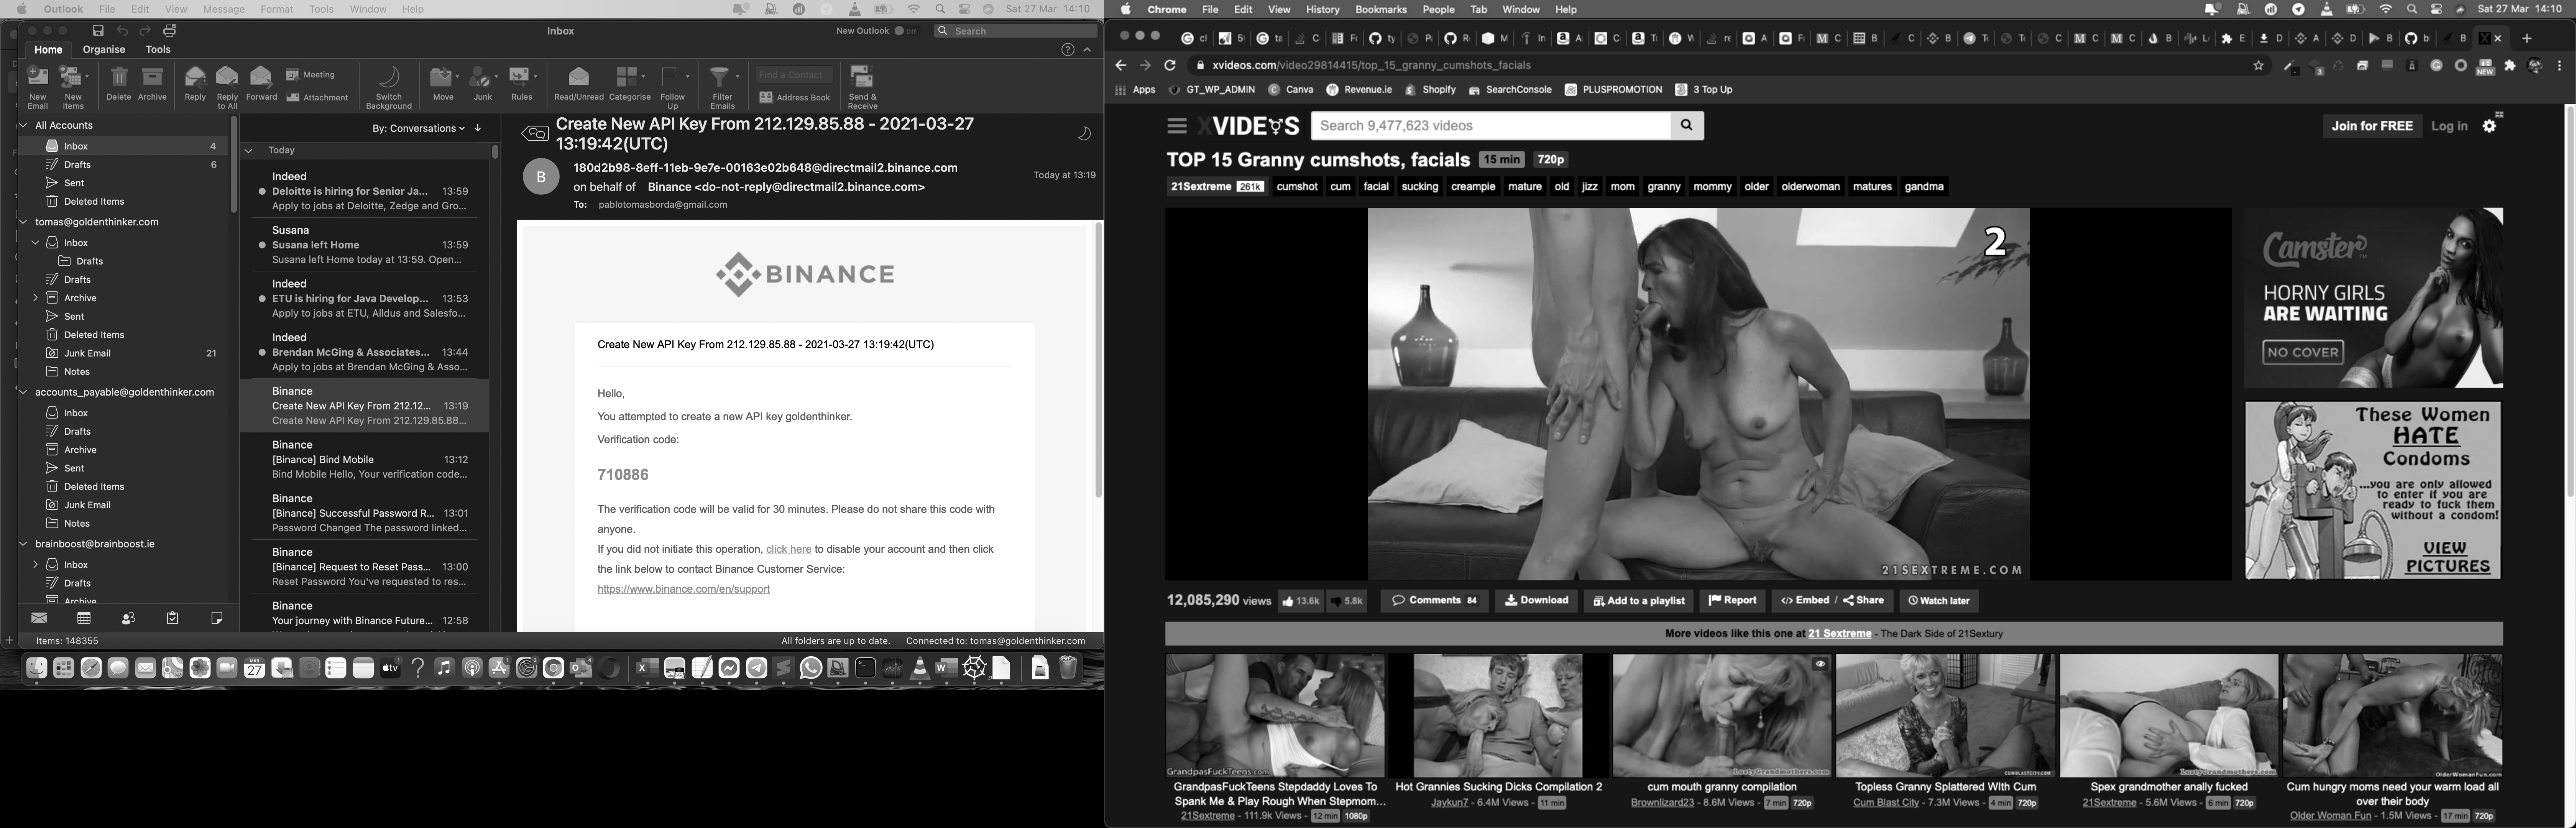 Outlook File Edit View Message Format Tools Window Help Sat 27 Mar 14:10
Inbox New Outlook Search
Home Organise Tools
New Email New Items Delete Archive Reply Reply to All Forward Meeting Attachment Switch Background Move Junk Rules Read/Unread Categorise Follow Up Filter Emails Find a Contact Address Book Send & Receive
All Accounts
Inbox 4
Drafts 6
Sent
Deleted Items
tomas@goldenthinker.com
Inbox
Drafts
Drafts
Archive
Sent
Deleted Items
Junk Email 21
Notes
accounts_payable@goldenthinker.com
Inbox
Drafts
Archive
Sent
Deleted Items
Junk Email
Notes
brainboost@brainboost.ie
Inbox
Drafts
Archive
Items: 148355
By: Conversations
Today
Indeed
Deloitte is hiring for Senior Ja... 13:59
Apply to jobs at Deloitte, Zedge and Gro...
Susana
Susana left Home 13:59
Susana left Home today at 13:59. Open...
Indeed
ETU is hiring for Java Develop... 13:53
Apply to jobs at ETU, Alldus and Salesfo...
Indeed
Brendan McGing & Associates... 13:44
Apply to jobs at Brendan McGing & Asso...
Binance
Create New API Key From 212.12... 13:19
Create New API Key From 212.129.85.88...
Binance
[Binance] Bind Mobile 13:12
Bind Mobile Hello, Your verification code...
Binance
[Binance] Successful Password R... 13:01
Password Changed The password linked...
Binance
[Binance] Request to Reset Pass... 13:00
Reset Password You've requested to res...
Binance
Your journey with Binance Future... 12:58
Create New API Key From 212.129.85.88 - 2021-03-27
13:19:42(UTC)
B
180d2b98-8eff-11eb-9e7e-00163e02b648@directmail2.binance.com
on behalf of Binance <do-not-reply@directmail2.binance.com>
Today at 13:19
To: pablotomasborda@gmail.com
BINANCE
Create New API Key From 212.129.85.88 - 2021-03-27 13:19:42(UTC)
Hello,
You attempted to create a new API key goldenthinker.
Verification code:
710886
The verification code will be valid for 30 minutes. Please do not share this code with
anyone.
If you did not initiate this operation, click here to disable your account and then click
the link below to contact Binance Customer Service:
https://www.binance.com/en/support
All folders are up to date. Connected to: tomas@goldenthinker.com
MAR
27
tv
Chrome File Edit View History Bookmarks People Tab Window Help Sat 27 Mar 14:10
xvideos.com/video29814415/top_15_granny_cumshots_facials
NEW
Apps GT_WP_ADMIN Canva Revenue.ie Shopify SearchConsole PLUSPROMOTION 3 Top Up
XVIDEOS Search 9,477,623 videos Join for FREE Log in
TOP 15 Granny cumshots, facials 15 min 720p
21Sextreme 261k cumshot cum facial sucking creampie mature old jizz mom granny mommy older olderwoman matures gandma
2
21SEXTREME.COM
Camster
HORNY GIRLS
ARE WAITING
NO COVER
These Women
HATE
Condoms
...you are only allowed
to enter if you are
ready to fuck them
without a condom!
VIEW
PICTURES
12,085,290 views 13.6k 5.8k Comments 84 Download Add to a playlist Report Embed / Share Watch later
More videos like this one at 21 Sextreme - The Dark Side of 21Sextury
GrandpasFuckTeens.com
GrandpasFuckTeens Stepdaddy Loves To
Spank Me & Play Rough When Stepmom...
21Sextreme - 111.9k Views - 12 min 1080p
Hot Grannies Sucking Dicks Compilation 2
Jaykun7 - 6.4M Views - 11 min
LustyGrandmothers.com
cum mouth granny compilation
Brownlizard23 - 8.6M Views - 7 min 720p
CUMBLASTCITY.COM
Topless Granny Splattered With Cum
Cum Blast City - 7.3M Views - 4 min 720p
LustyGrandmothers.com
Spex grandmother anally fucked
21Sextreme - 5.6M Views - 6 min 720p
OlderWomanFun.com
Cum hungry moms need your warm load all
over their body
Older Woman Fun - 1.5M Views - 17 min 720p